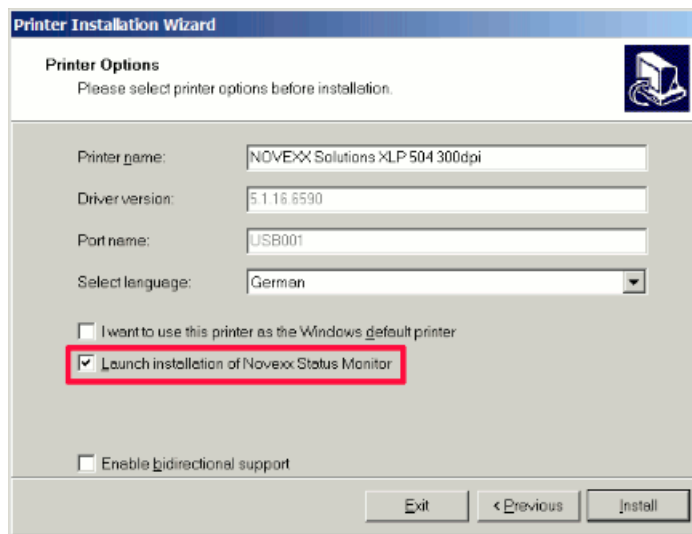 Printer Installation Wizard
Printer Options
Please select printer options before installation.
Printer name:
NOVEXX Solutions XLP 504 300dpi
Driver version:
5.1.16.6590
Port name:
USB001
Select language:
German
I want to use this printer as the Windows default printer
Launch installation of Novexx Status Monitor
Enable bidirectional support
Exit
< Previous
Install